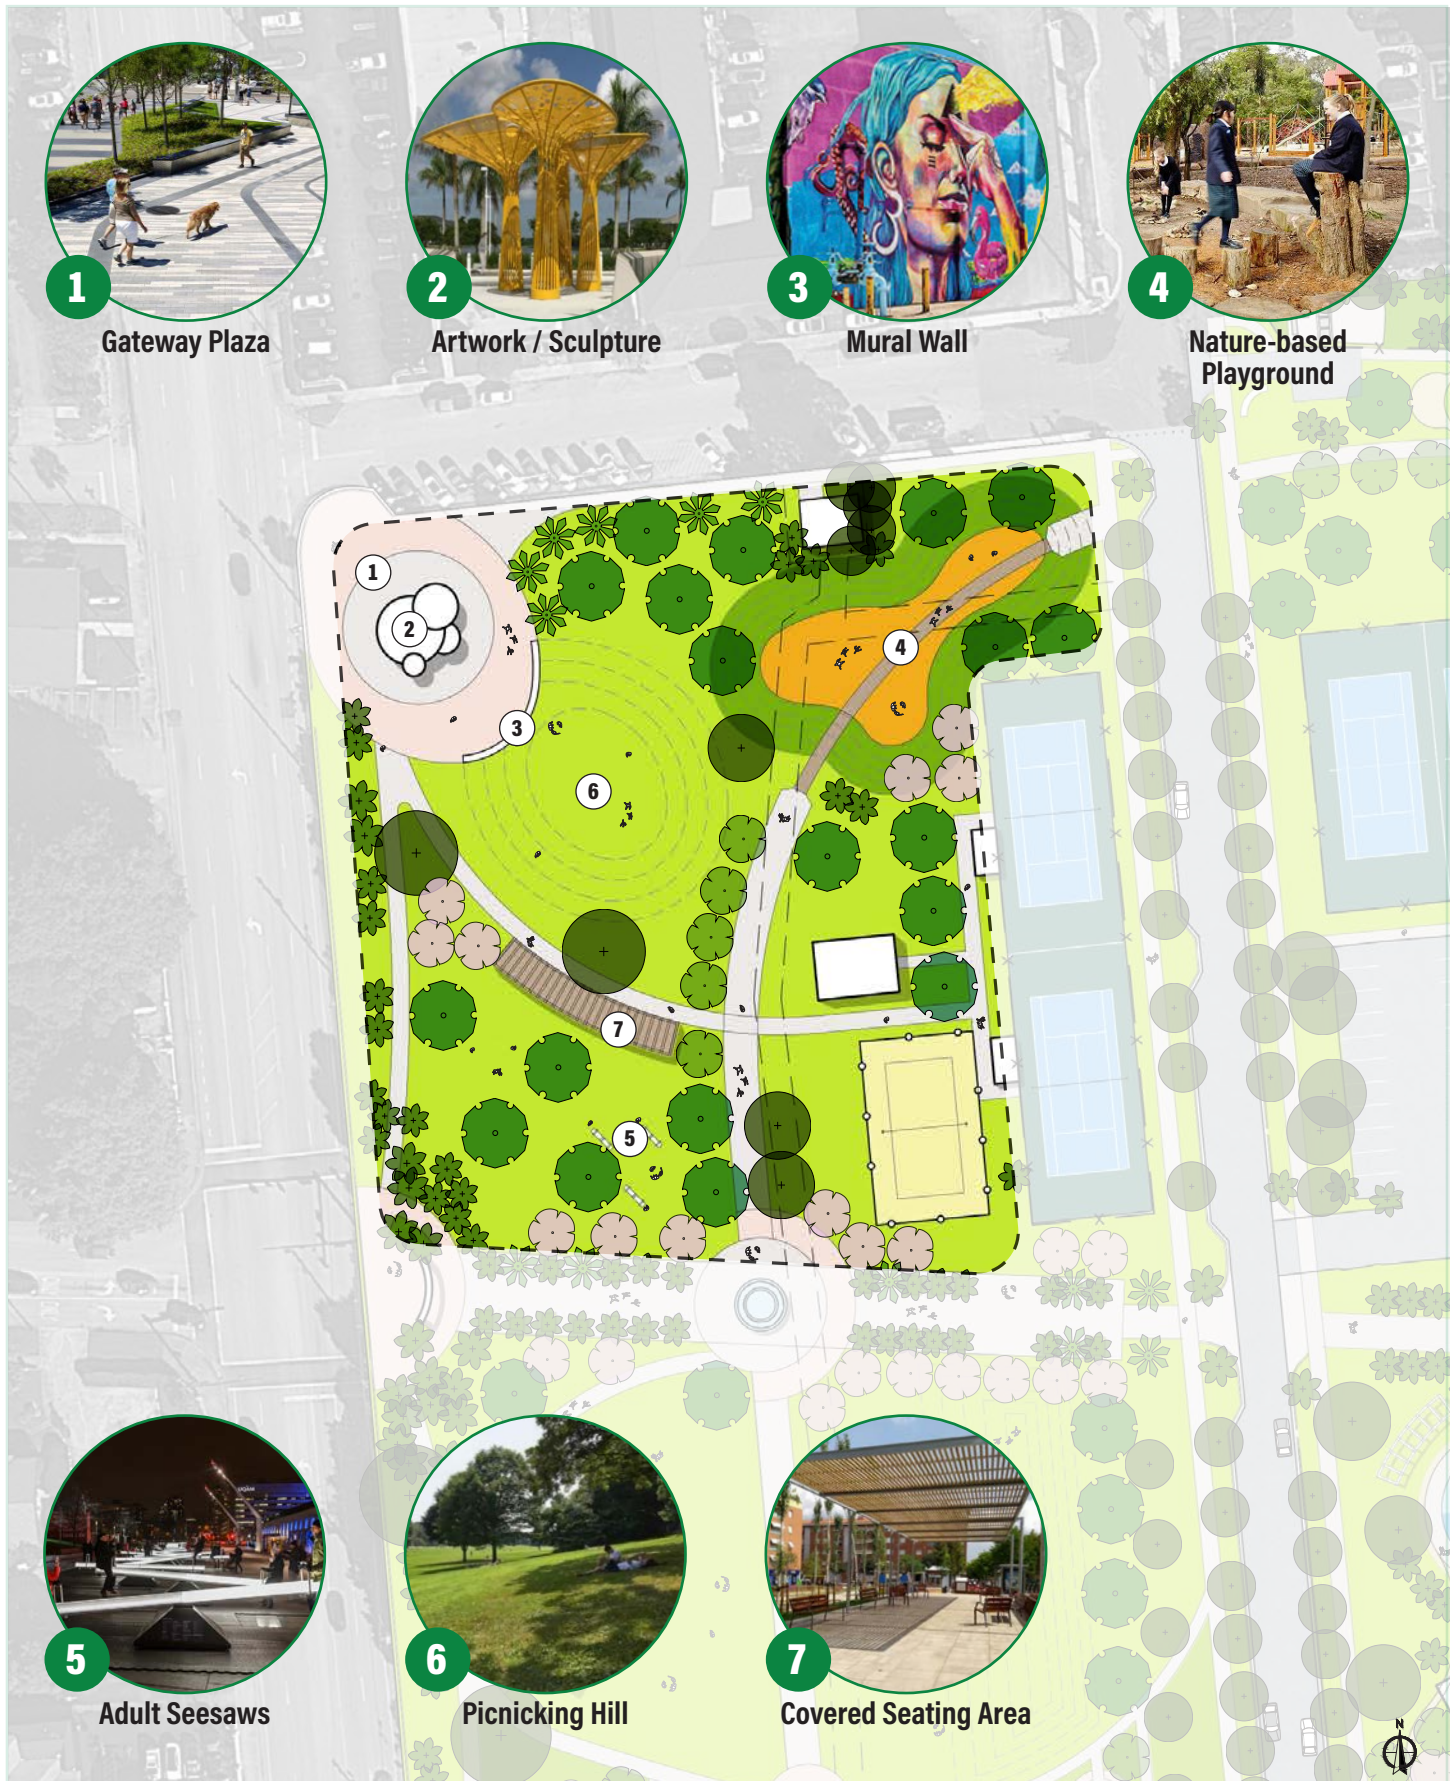 1
Gateway Plaza
2
Artwork / Sculpture
3
Mural Wall
4
Nature-based
Playground
1
2
3
4
6
7
5
5
Adult Seesaws
6
Picnicking Hill
7
Covered Seating Area
N